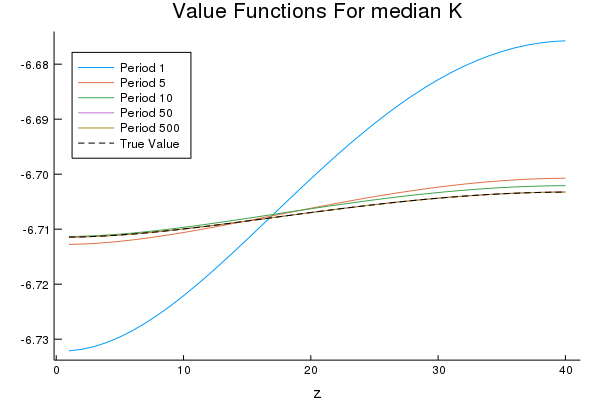 Value Functions For median K
-6.68
-6.69
-6.70
-6.71
-6.72
-6.73
Period 1
Period 5
Period 10
Period 50
Period 500
True Value
0 10 20 30 40
z